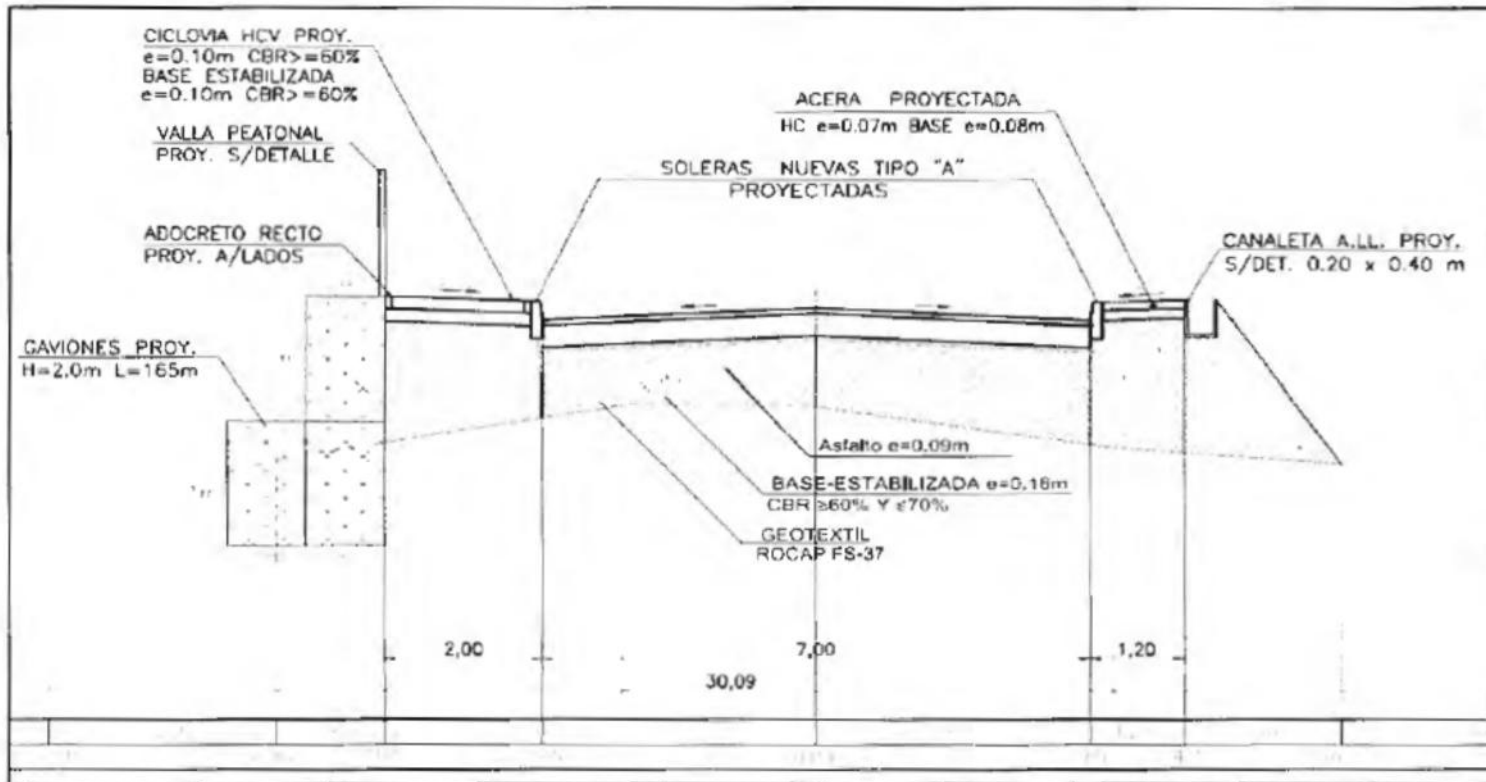 CICLOVIA HCV PROY.
e=0.10m CBR>=60%
BASE ESTABILIZADA
e=0.10m CBR>=60%
VALLA PEATONAL
PROY. S/DETALLE
ADOCRETO RECTO
PROY. A/LADOS
GAVIONES PROY.
H=2.0m L=165m
ACERA PROYECTADA
HC e=0.07m BASE e=0.08m
SOLERAS NUEVAS TIPO "A"
PROYECTADAS
CANALETA A.LL. PROY.
S/DET. 0.20 x 0.40 m
Asfalto e=0.09m
BASE-ESTABILIZADA e=0.16m
CBR ≥60% Y ≤70%
GEOTEXTIL
ROCAP FS-37
2,00
7,00
1,20
30,09